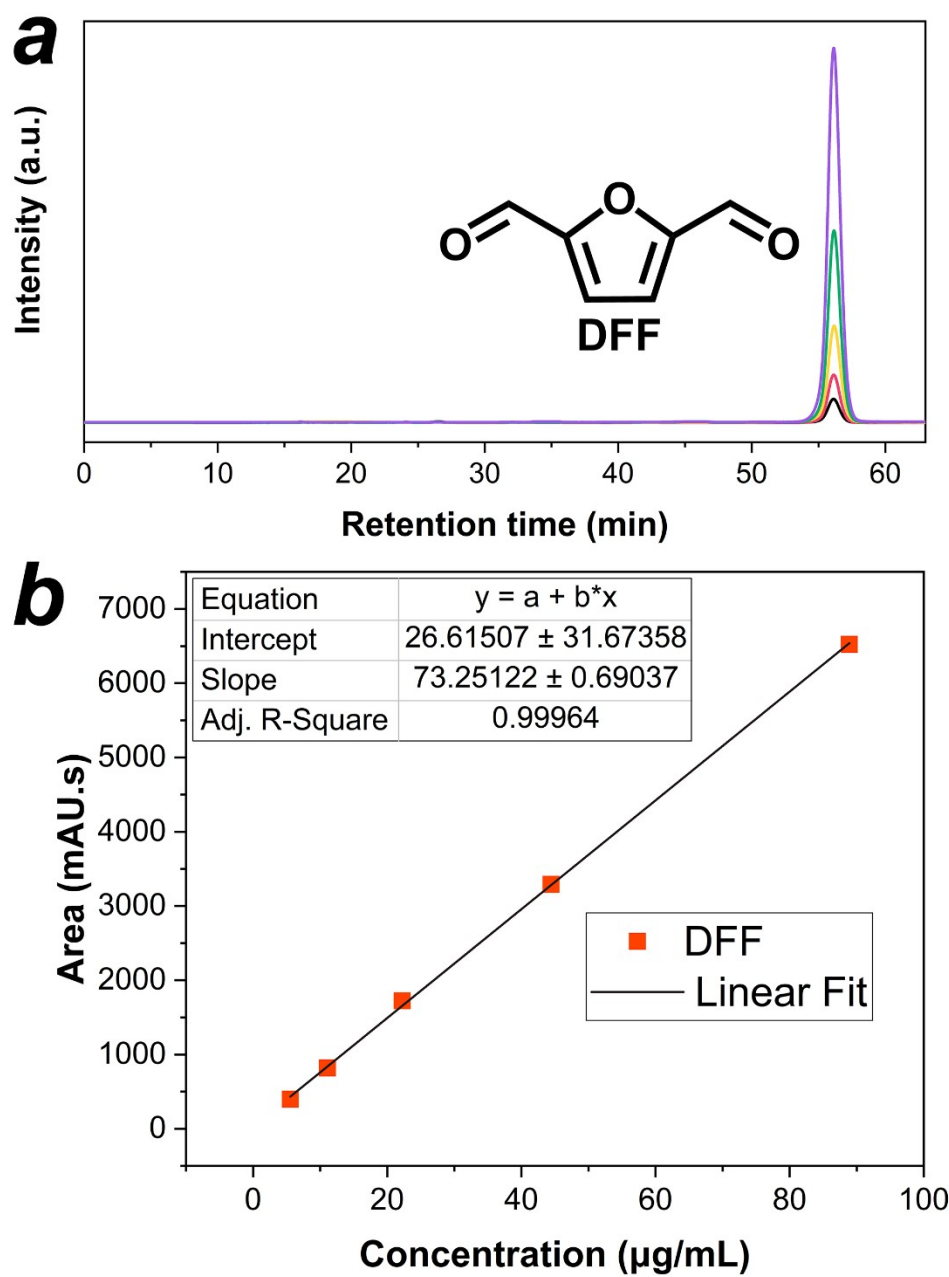 a
Intensity (a.u.)
O
O
O
DFF
0 10 20 30 40 50 60
Retention time (min)
b
Equation y = a + b*x
Intercept 26.61507 ± 31.67358
Slope 73.25122 ± 0.69037
Adj. R-Square 0.99964
7000
6000
5000
4000
3000
2000
1000
0
Area (mAU.s)
DFF
Linear Fit
0 20 40 60 80 100
Concentration (µg/mL)